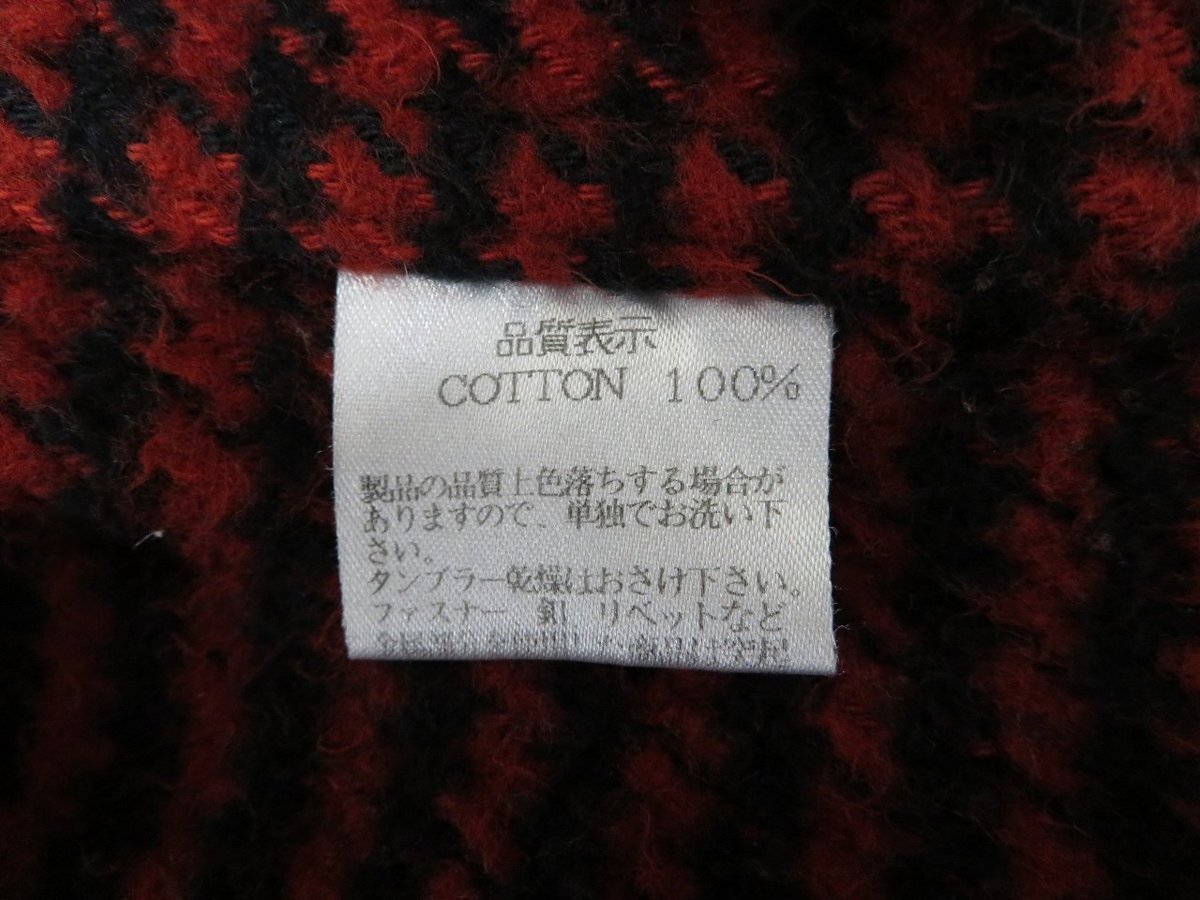 品質表示
COTTON 100%
製品の品質上色落ちする場合が
ありますので、単独でお洗い下
さい。
タンブラー乾燥はおさけ下さい。
ファスナー 釦 リベットなど